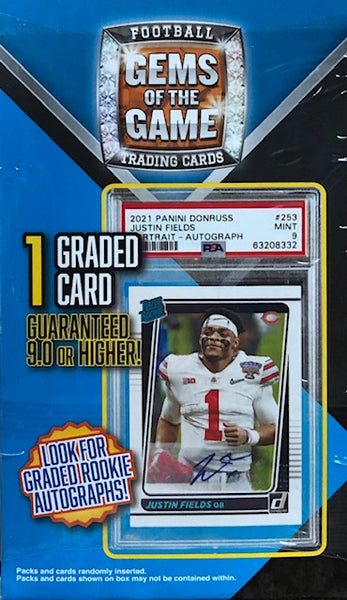 FOOTBALL
GEMS
OF THE
GAME
TRADING CARDS
2021 PANINI DONRUSS #253
JUSTIN FIELDS MINT
PORTRAIT - AUTOGRAPH 9
PSA 63208332
1 GRADED
CARD
GUARANTEED
9.0 OR HIGHER!
LOOK FOR
GRADED ROOKIE
AUTOGRAPHS!
1
JUSTIN FIELDS QB
Packs and cards randomly inserted.
Packs and cards shown on box may not be contained within.